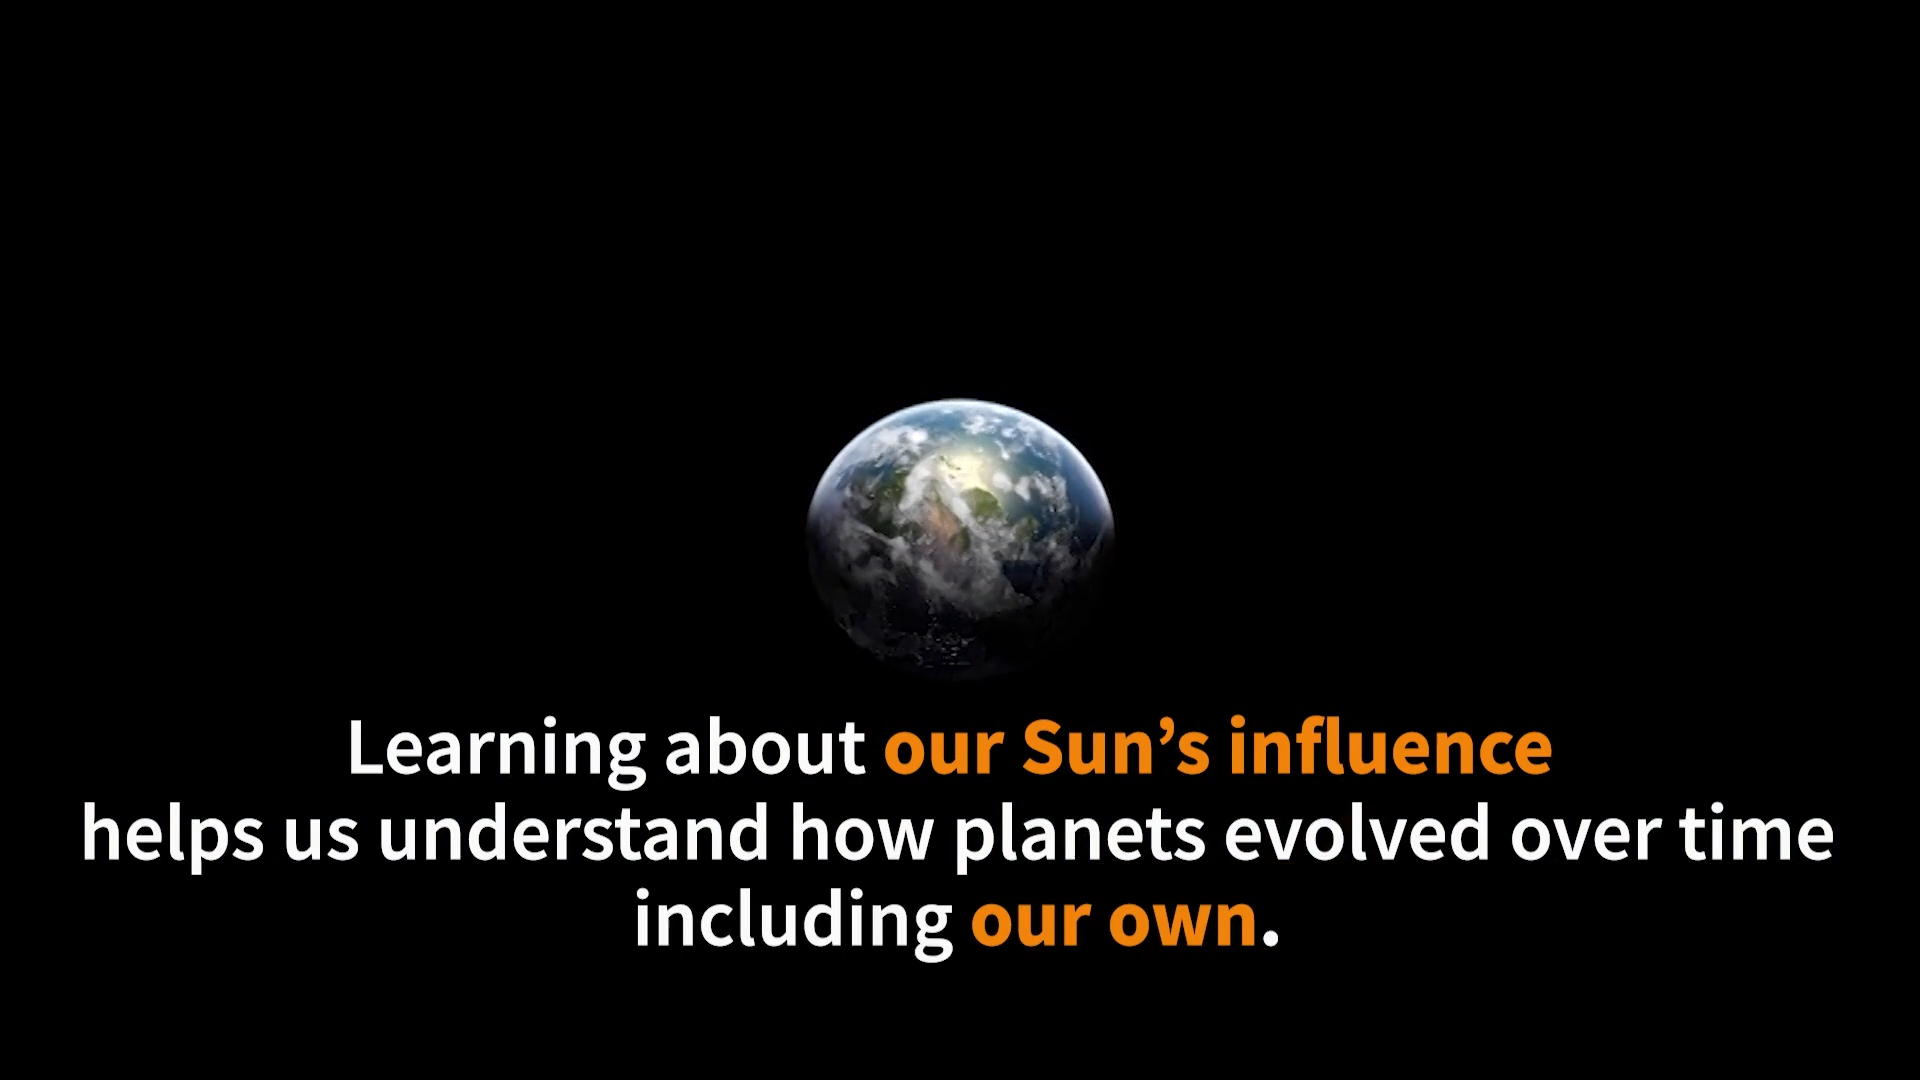 Learning about our Sun’s influence
helps us understand how planets evolved over time
including our own.